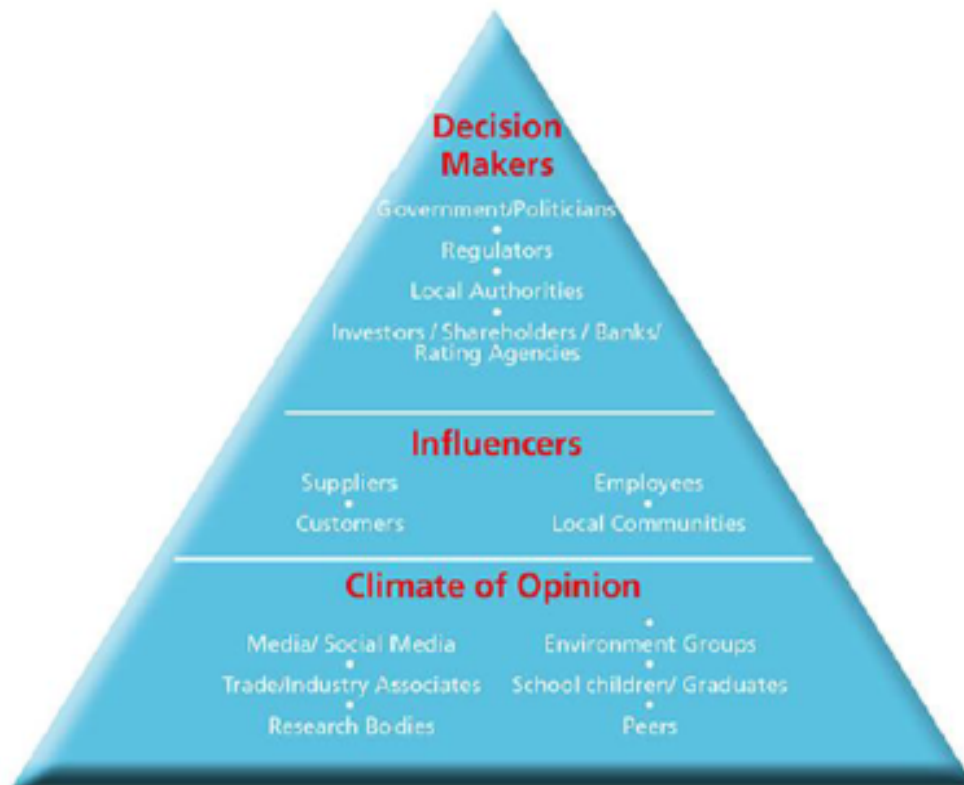 Decision
Makers
Government/Politicians
Regulators
Local Authorities
Investors / Shareholders / Banks/
Rating Agencies
Influencers
Suppliers
Customers
Employees
Local Communities
Climate of Opinion
Media/ Social Media
Trade/Industry Associates
Research Bodies
Environment Groups
School children/ Graduates
Peers